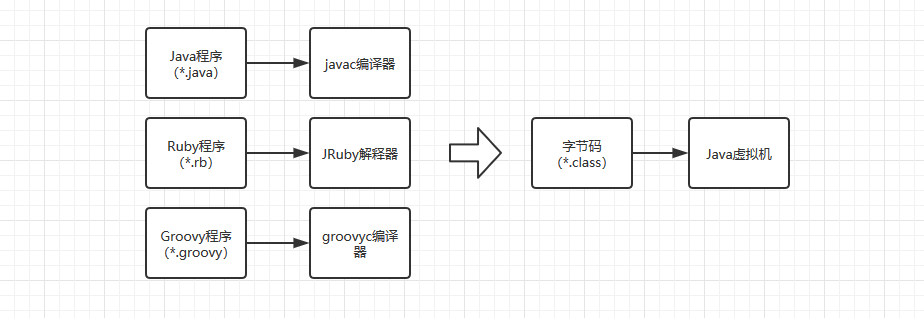 Java程序
（*.java）
javac编译器
Ruby程序
（*.rb）
JRuby解释器
字节码
（*.class）
Java虚拟机
Groovy程序
（*.groovy）
groovyc编译
器